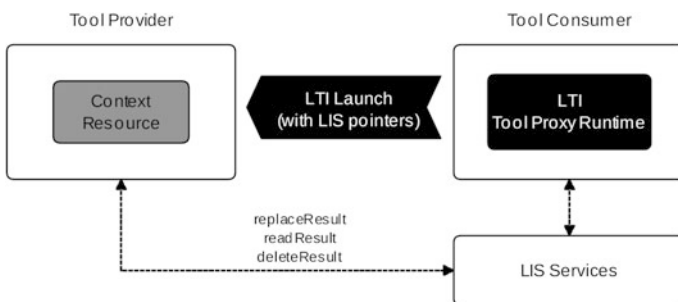 Tool Provider
Tool Consumer
Context
Resource
LTI Launch
(with LIS pointers)
LTI
Tool Proxy Runtime
replaceResult
readResult
deleteResult
LIS Services